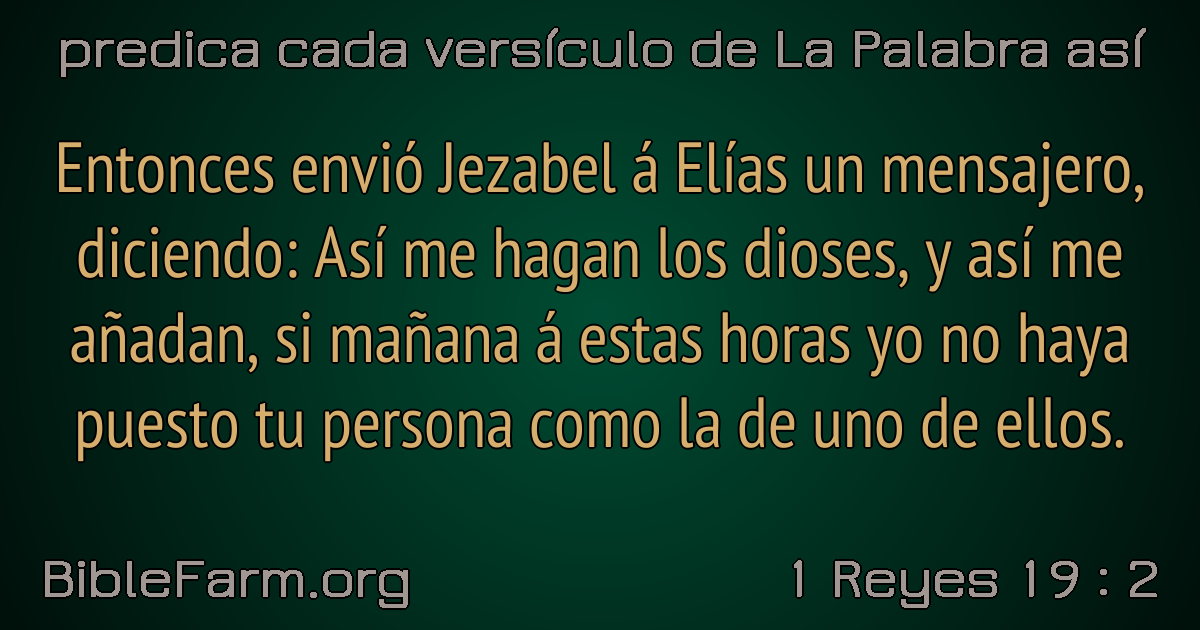 predica cada versículo de La Palabra así
Entonces envió Jezabel á Elías un mensajero,
diciendo: Así me hagan los dioses, y así me
añadan, si mañana á estas horas yo no haya
puesto tu persona como la de uno de ellos.
BibleFarm.org 1 Reyes 19 : 2